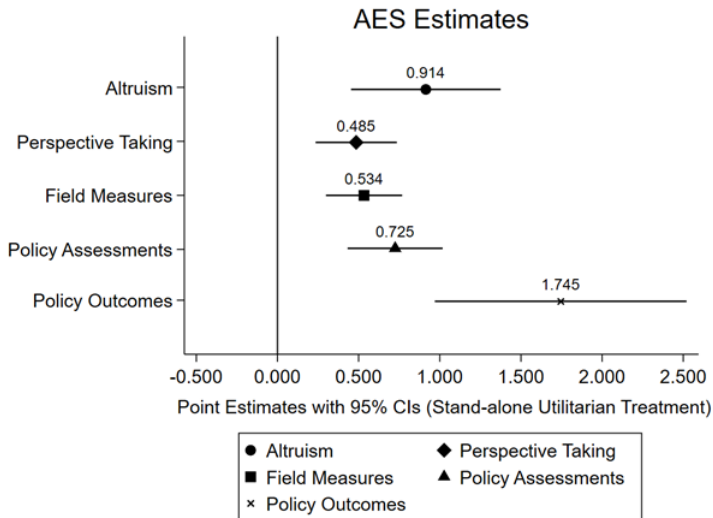 AES Estimates
Altruism
0.914
Perspective Taking
0.485
Field Measures
0.534
Policy Assessments
0.725
Policy Outcomes
1.745
-0.500 0.000 0.500 1.000 1.500 2.000 2.500
Point Estimates with 95% CIs (Stand-alone Utilitarian Treatment)
Altruism Perspective Taking
Field Measures Policy Assessments
Policy Outcomes